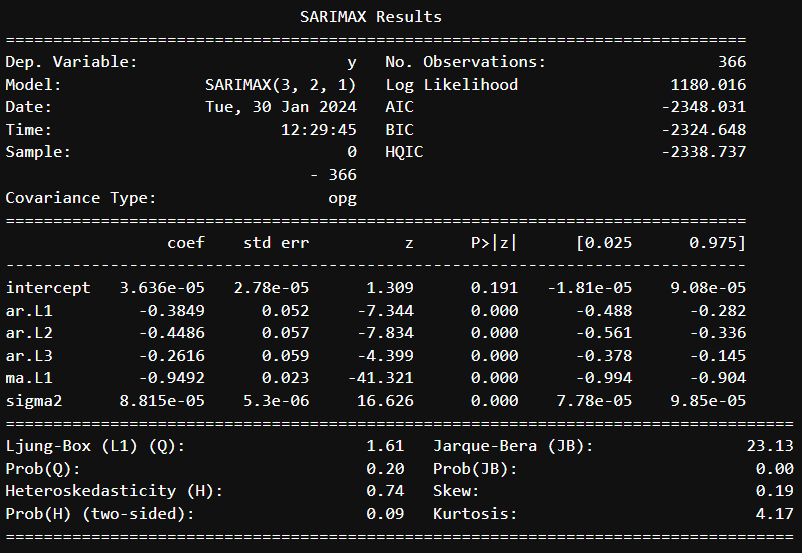 SARIMAX Results
==============================================================================
Dep. Variable:                      y   No. Observations:                  366
Model:               SARIMAX(3, 2, 1)   Log Likelihood                1180.016
Date:                Tue, 30 Jan 2024   AIC                          -2348.031
Time:                        12:29:45   BIC                          -2324.648
Sample:                             0   HQIC                         -2338.737
                                - 366
Covariance Type:                  opg
==============================================================================
                 coef    std err          z      P>|z|      [0.025      0.975]
------------------------------------------------------------------------------
intercept   3.636e-05   2.78e-05      1.309      0.191   -1.81e-05    9.08e-05
ar.L1         -0.3849      0.052     -7.344      0.000      -0.488      -0.282
ar.L2         -0.4486      0.057     -7.834      0.000      -0.561      -0.336
ar.L3         -0.2616      0.059     -4.399      0.000      -0.378      -0.145
ma.L1         -0.9492      0.023    -41.321      0.000      -0.994      -0.904
sigma2      8.815e-05    5.3e-06     16.626      0.000    7.78e-05    9.85e-05
===================================================================================
Ljung-Box (L1) (Q):                   1.61   Jarque-Bera (JB):                23.13
Prob(Q):                              0.20   Prob(JB):                         0.00
Heteroskedasticity (H):               0.74   Skew:                             0.19
Prob(H) (two-sided):                  0.09   Kurtosis:                         4.17
===================================================================================